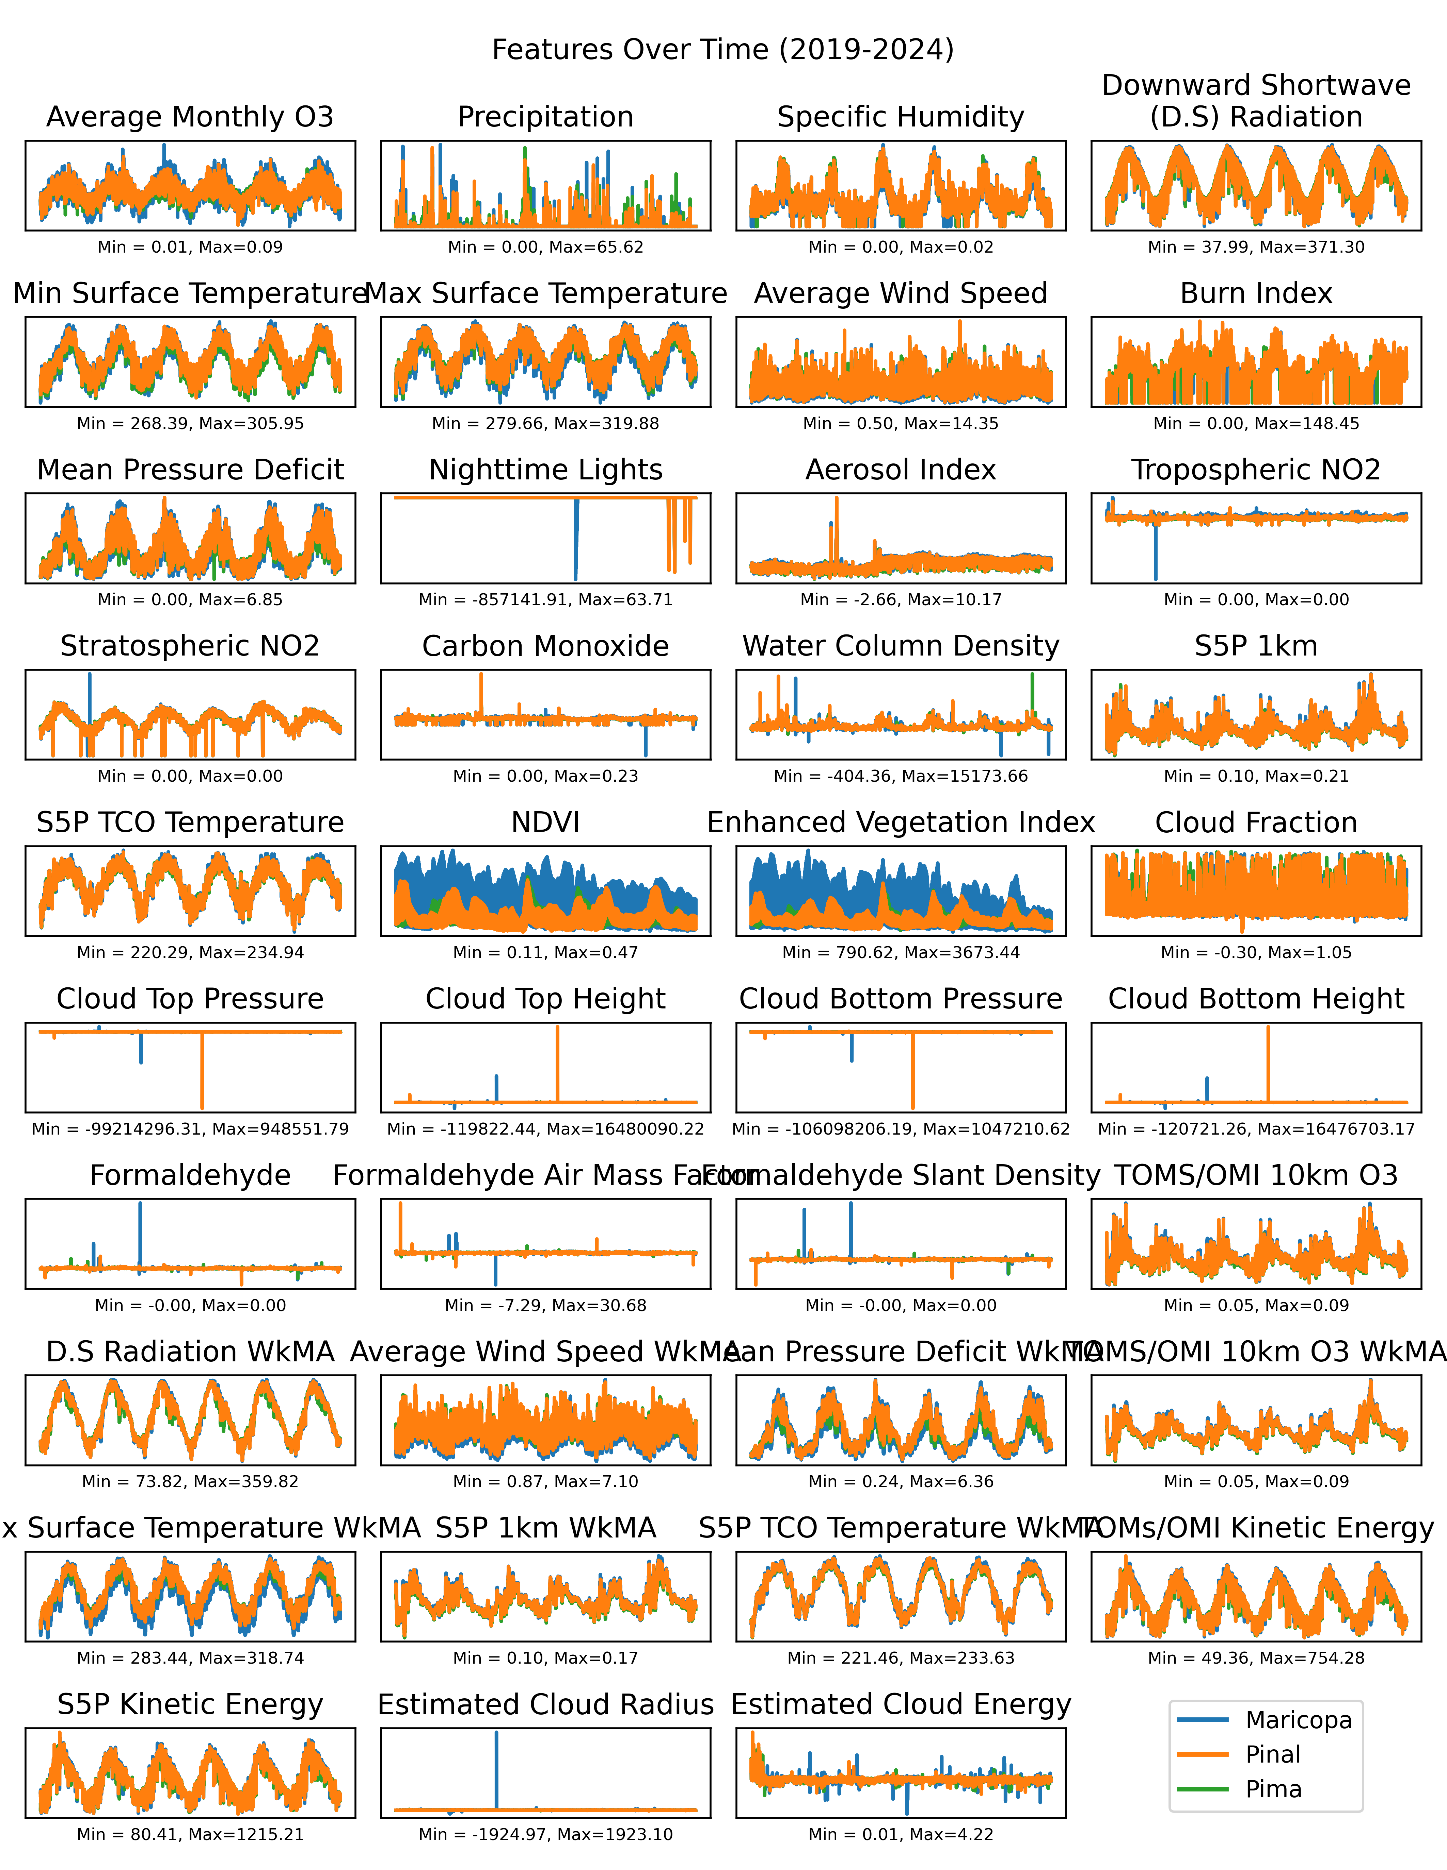 Features Over Time (2019-2024)
Average Monthly O3
Precipitation
Specific Humidity
Downward Shortwave
(D.S) Radiation
Min = 0.01, Max=0.09
Min = 0.00, Max=65.62
Min = 0.00, Max=0.02
Min = 37.99, Max=371.30
Min Surface Temperature
Max Surface Temperature
Average Wind Speed
Burn Index
Min = 268.39, Max=305.95
Min = 279.66, Max=319.88
Min = 0.50, Max=14.35
Min = 0.00, Max=148.45
Mean Pressure Deficit
Nighttime Lights
Aerosol Index
Tropospheric NO2
Min = 0.00, Max=6.85
Min = -857141.91, Max=63.71
Min = -2.66, Max=10.17
Min = 0.00, Max=0.00
Stratospheric NO2
Carbon Monoxide
Water Column Density
S5P 1km
Min = 0.00, Max=0.00
Min = 0.00, Max=0.23
Min = -404.36, Max=15173.66
Min = 0.10, Max=0.21
S5P TCO Temperature
NDVI
Enhanced Vegetation Index
Cloud Fraction
Min = 220.29, Max=234.94
Min = 0.11, Max=0.47
Min = 790.62, Max=3673.44
Min = -0.30, Max=1.05
Cloud Top Pressure
Cloud Top Height
Cloud Bottom Pressure
Cloud Bottom Height
Min = -99214296.31, Max=948551.79
Min = -119822.44, Max=16480090.22
Min = -106098206.19, Max=1047210.62
Min = -120721.26, Max=16476703.17
Formaldehyde
Formaldehyde Air Mass Factor
Formaldehyde Slant Density
TOMS/OMI 10km O3
Min = -0.00, Max=0.00
Min = -7.29, Max=30.68
Min = -0.00, Max=0.00
Min = 0.05, Max=0.09
D.S Radiation WkMA
Average Wind Speed WkMA
Mean Pressure Deficit WkMA
TOMS/OMI 10km O3 WkMA
Min = 73.82, Max=359.82
Min = 0.87, Max=7.10
Min = 0.24, Max=6.36
Min = 0.05, Max=0.09
x Surface Temperature WkMA
S5P 1km WkMA
S5P TCO Temperature WkMA
TOMs/OMI Kinetic Energy
Min = 283.44, Max=318.74
Min = 0.10, Max=0.17
Min = 221.46, Max=233.63
Min = 49.36, Max=754.28
S5P Kinetic Energy
Estimated Cloud Radius
Estimated Cloud Energy
Maricopa
Pinal
Pima
Min = 80.41, Max=1215.21
Min = -1924.97, Max=1923.10
Min = 0.01, Max=4.22